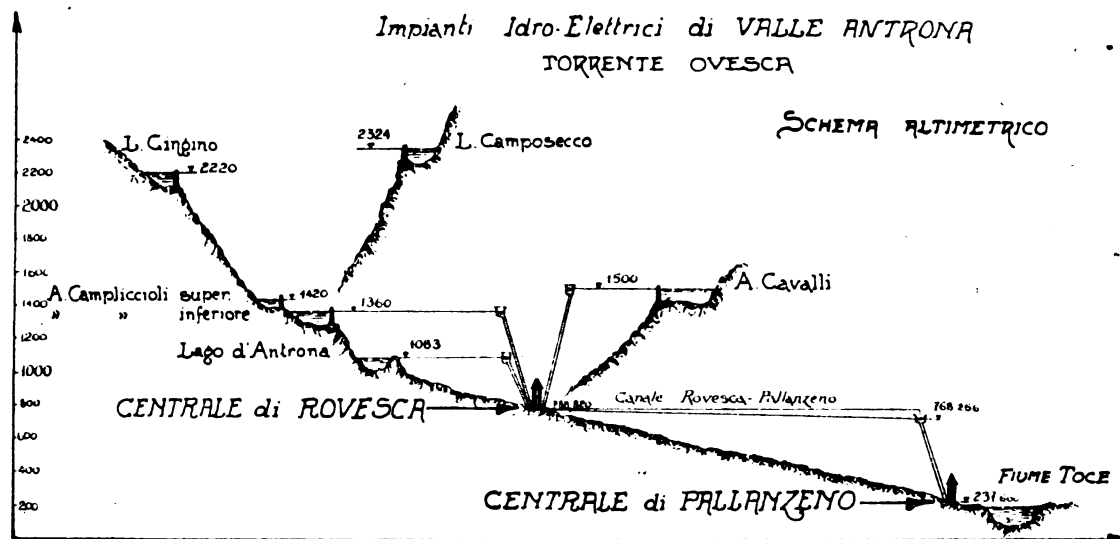 Impianti Idro-Elettrici di VALLE ANTRONA
TORRENTE OVESCA
SCHEMA ALTIMETRICO
2400
2200
2000
1800
1600
1400
1200
1000
800
600
400
200
L. Cingino
2220
2324
L. Camposecco
A. Campliccioli super.
" " inferiore
1420
1360
1500
A. Cavalli
Lago d'Antrona
1083
CENTRALE di ROVESCA
Canale Rovesca-Pallanzeno
768.266
CENTRALE di PALLANZENO
231.600
FIUME TOCE